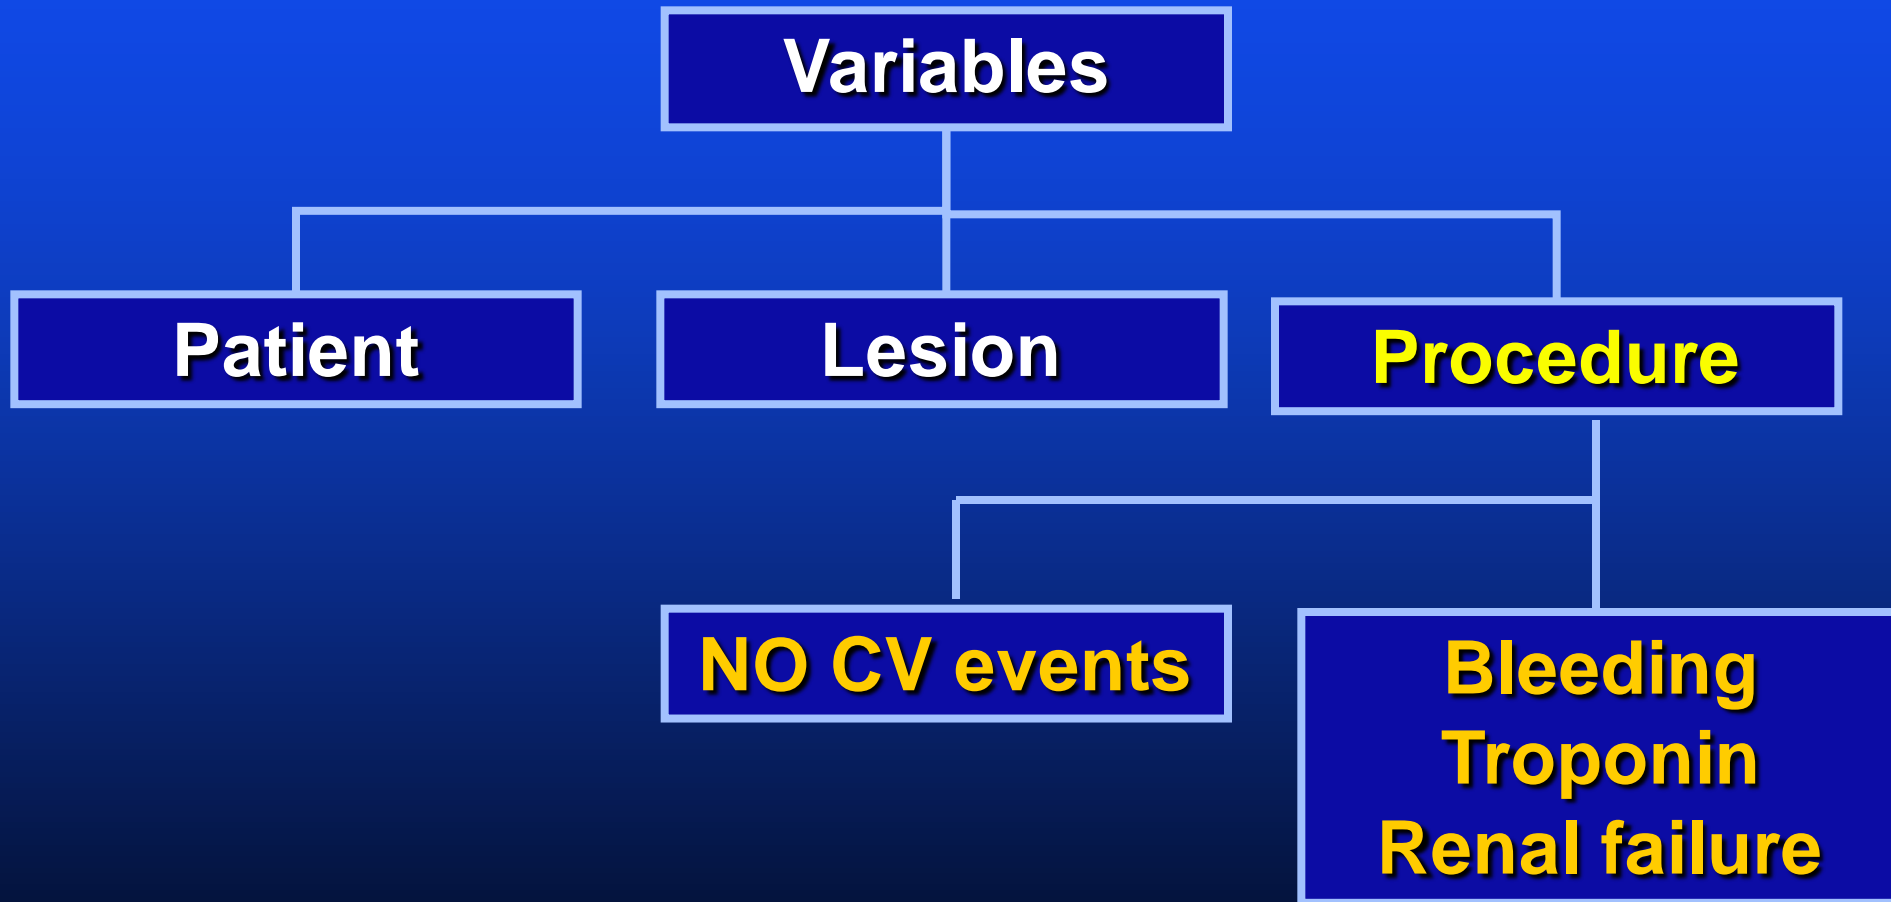 Variables
Patient
Lesion
Procedure
NO CV events
Bleeding
Troponin
Renal failure